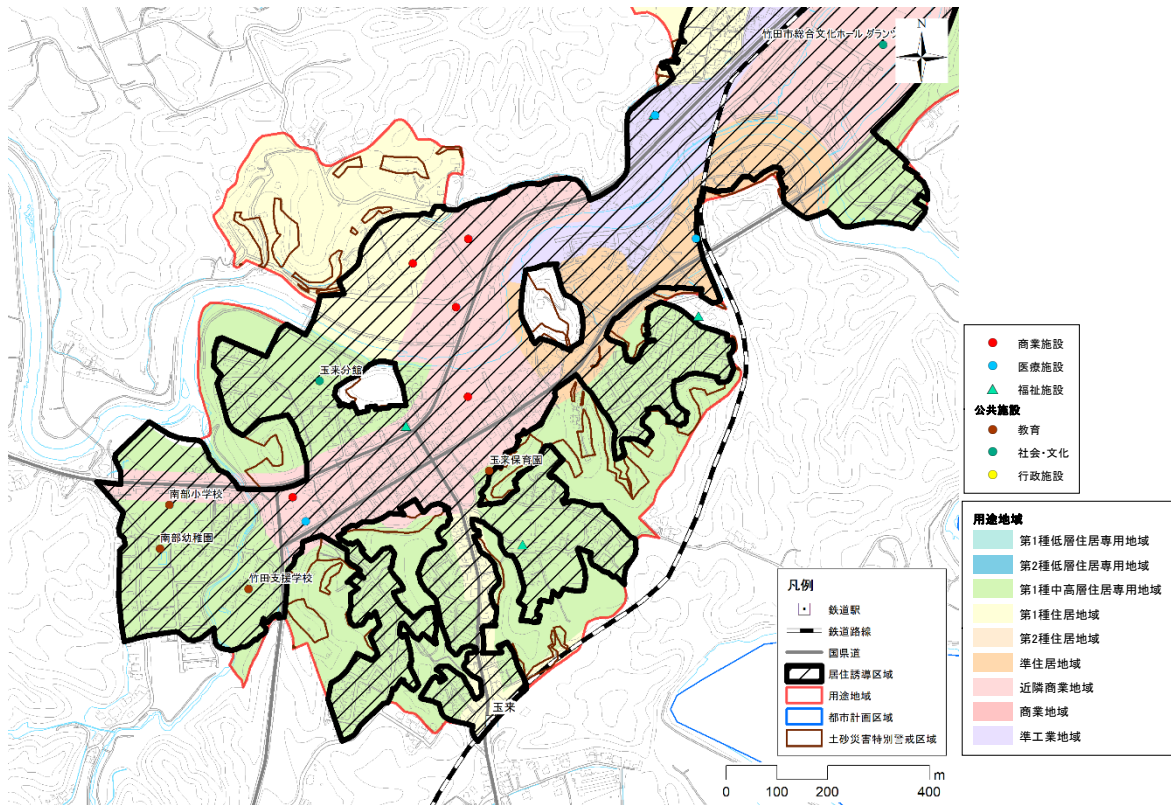 竹田市総合文化ホール グランツ
N
玉来分館
玉来保育園
南部小学校
南部幼稚園
竹田支援学校
玉来
商業施設
医療施設
福祉施設
公共施設
教育
社会・文化
行政施設
用途地域
第1種低層住居専用地域
第2種低層住居専用地域
第1種中高層住居専用地域
第1種住居地域
第2種住居地域
準住居地域
近隣商業地域
商業地域
準工業地域
凡例
鉄道駅
鉄道路線
国県道
居住誘導区域
用途地域
都市計画区域
土砂災害特別警戒区域
m
0 100 200 400